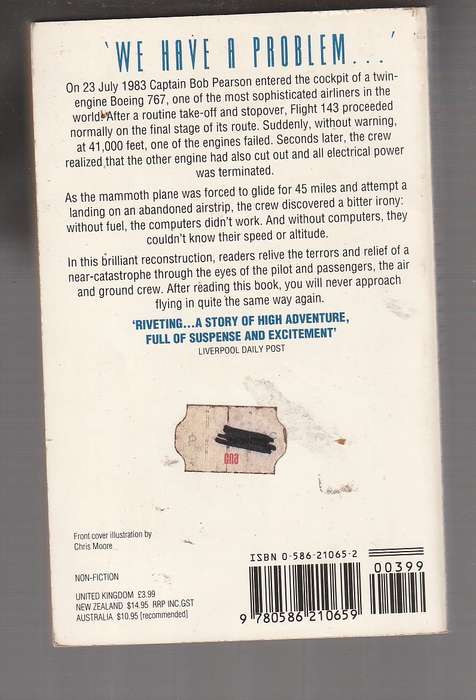 'WE HAVE A PROBLEM...'
On 23 July 1983 Captain Bob Pearson entered the cockpit of a twin-
engine Boeing 767, one of the most sophisticated airliners in the
world. After a routine take-off and stopover, Flight 143 proceeded
normally on the final stage of its route. Suddenly, without warning,
at 41,000 feet, one of the engines failed. Seconds later, the crew
realized that the other engine had also cut out and all electrical power
was terminated.
As the mammoth plane was forced to glide for 45 miles and attempt a
landing on an abandoned airstrip, the crew discovered a bitter irony:
without fuel, the computers didn't work. And without computers, they
couldn't know their speed or altitude.
In this brilliant reconstruction, readers relive the terrors and relief of a
near-catastrophe through the eyes of the pilot and passengers, the air
and ground crew. After reading this book, you will never approach
flying in quite the same way again.
'RIVETING...A STORY OF HIGH ADVENTURE,
FULL OF SUSPENSE AND EXCITEMENT'
LIVERPOOL DAILY POST
Front cover illustration by
Chris Moore
NON-FICTION
UNITED KINGDOM £3.99
NEW ZEALAND $14.95 RRP INC.GST
AUSTRALIA $10.95 [recommended]
ISBN 0-586-21065-2
00399
9 780586 210659